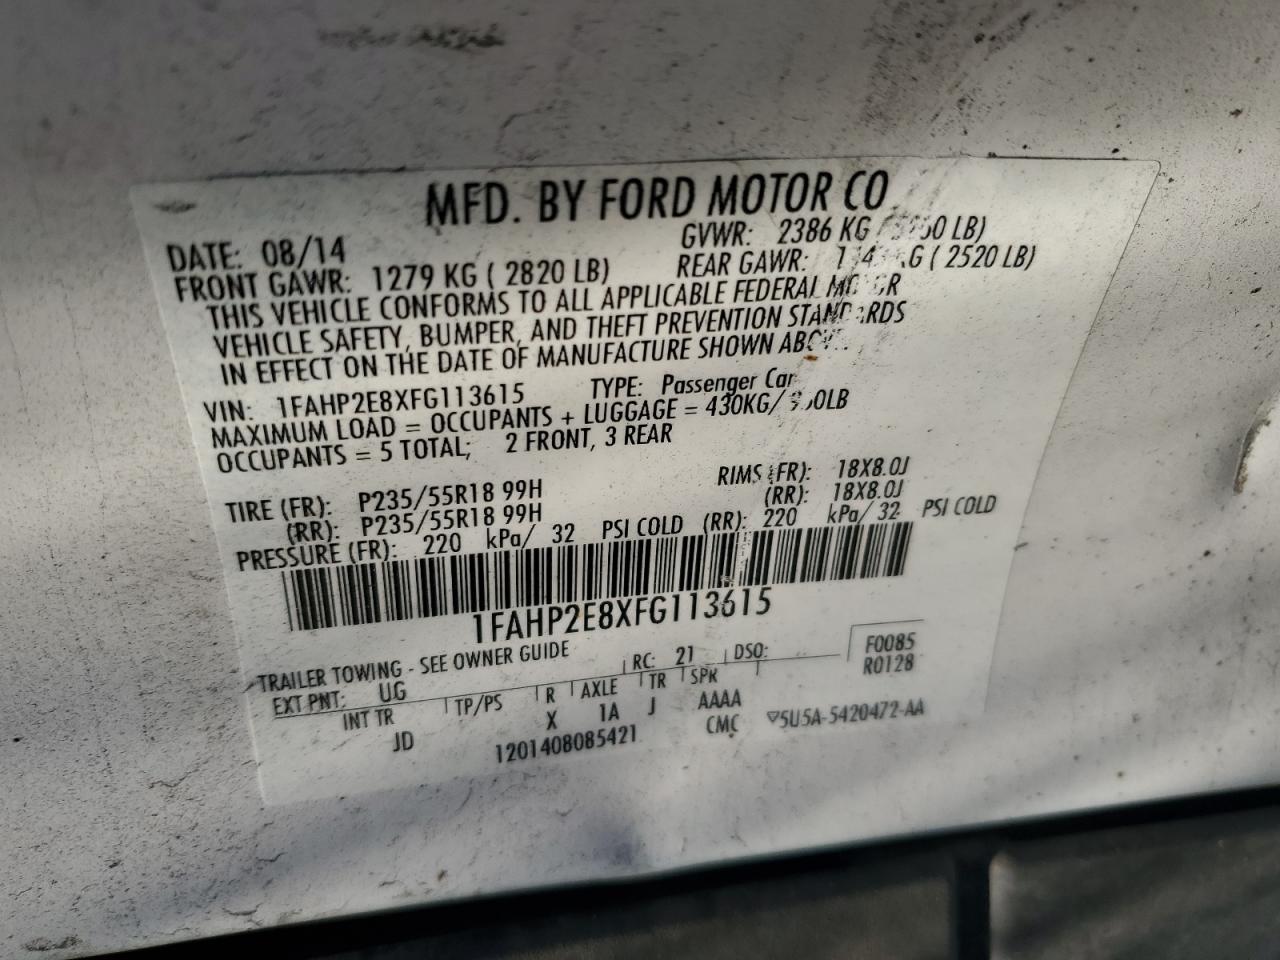 MFD. BY FORD MOTOR CO
DATE: 08/14 GVWR: 2386 KG LB)
FRONT GAWR: 1279 KG ( 2820 LB) REAR GAWR: ( 2520 LB)
THIS VEHICLE CONFORMS TO ALL APPLICABLE FEDERAL
VEHICLE SAFETY, BUMPER, AND THEFT PREVENTION STANDARDS
IN EFFECT ON THE DATE OF MANUFACTURE SHOWN
VIN: 1FAHP2E8XFG113615 TYPE: Passenger Car
MAXIMUM LOAD = OCCUPANTS + LUGGAGE = 430KG/
OCCUPANTS = 5 TOTAL; 2 FRONT, 3 REAR
TIRE (FR): P235/55R18 99H RIMS (FR): 18X8.0J
(RR): P235/55R18 99H (RR): 18X8.0J
PRESSURE (FR): 220 kPa/ 32 PSI COLD (RR): 220 kPa/ 32 PSI COLD
1FAHP2E8XFG113615
TRAILER TOWING - SEE OWNER GUIDE RC: 21 DSO: F0085
R0128
EXT PNT: UG
INT TR TP/PS R AXLE TR SPR
JD X 1A J AAAA
1201408085421 CMC ▽5U5A-5420472-AA